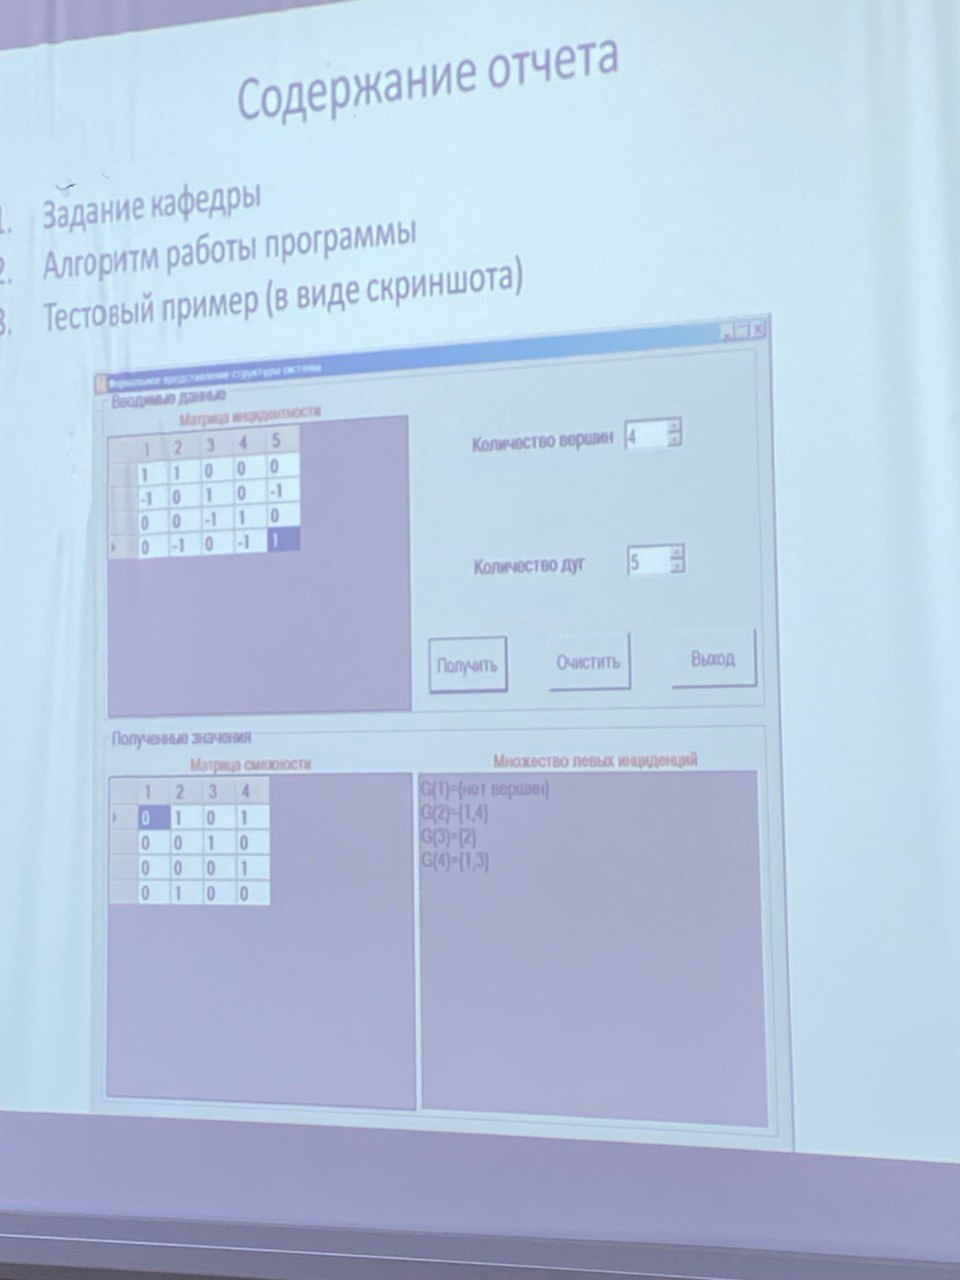 Содержание отчета
1. Задание кафедры
2. Алгоритм работы программы
3. Тестовый пример (в виде скриншота)
Формальное представление структуры системы
Вводимые данные
Матрица инцидентности
1 2 3 4 5
1 1 0 0 0
-1 0 1 0 -1
0 0 -1 1 0
0 -1 0 -1 1
Количество вершин 4
Количество дуг 5
Получить Очистить Выход
Полученные значения
Матрица смежности
1 2 3 4
0 1 0 1
0 0 1 0
0 0 0 1
0 1 0 0
Множество левых инциденций
G(1)={нет вершин}
G(2)={1,4}
G(3)={2}
G(4)={1,3}